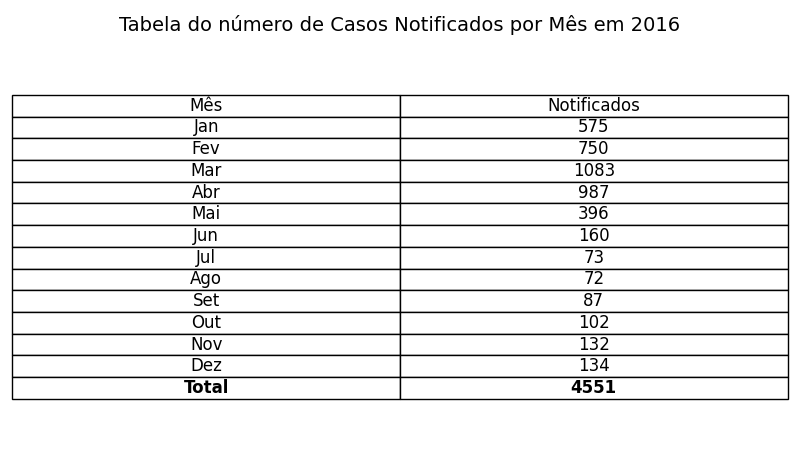 Tabela do número de Casos Notificados por Mês em 2016
Mês Notificados
Jan 575
Fev 750
Mar 1083
Abr 987
Mai 396
Jun 160
Jul 73
Ago 72
Set 87
Out 102
Nov 132
Dez 134
Total 4551